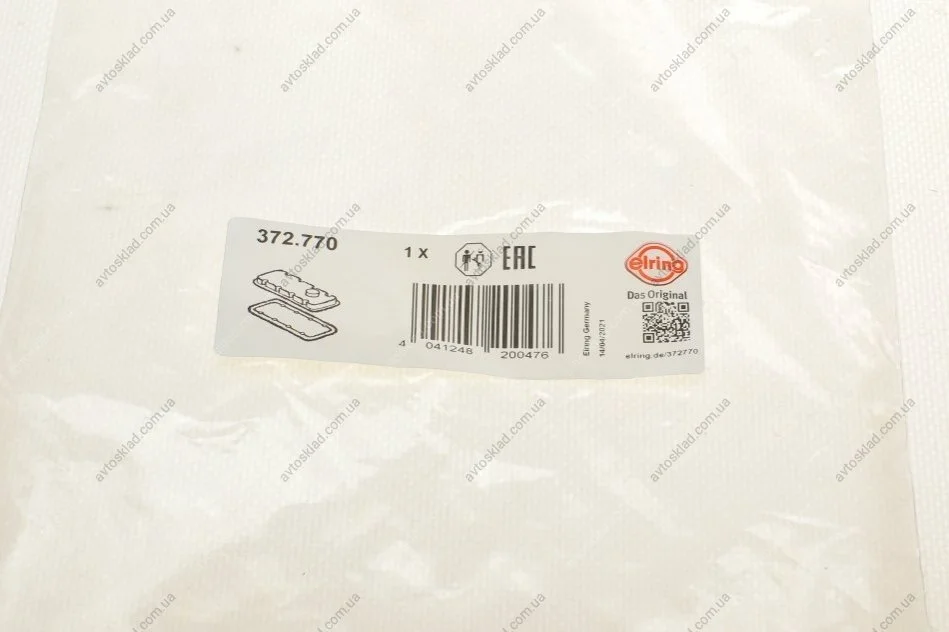 372.770
1 X
EAC
elring
Das Original
4 041248 200476
Elring Germany
14/04/2021
elring.de/372770
avtosklad.com.ua